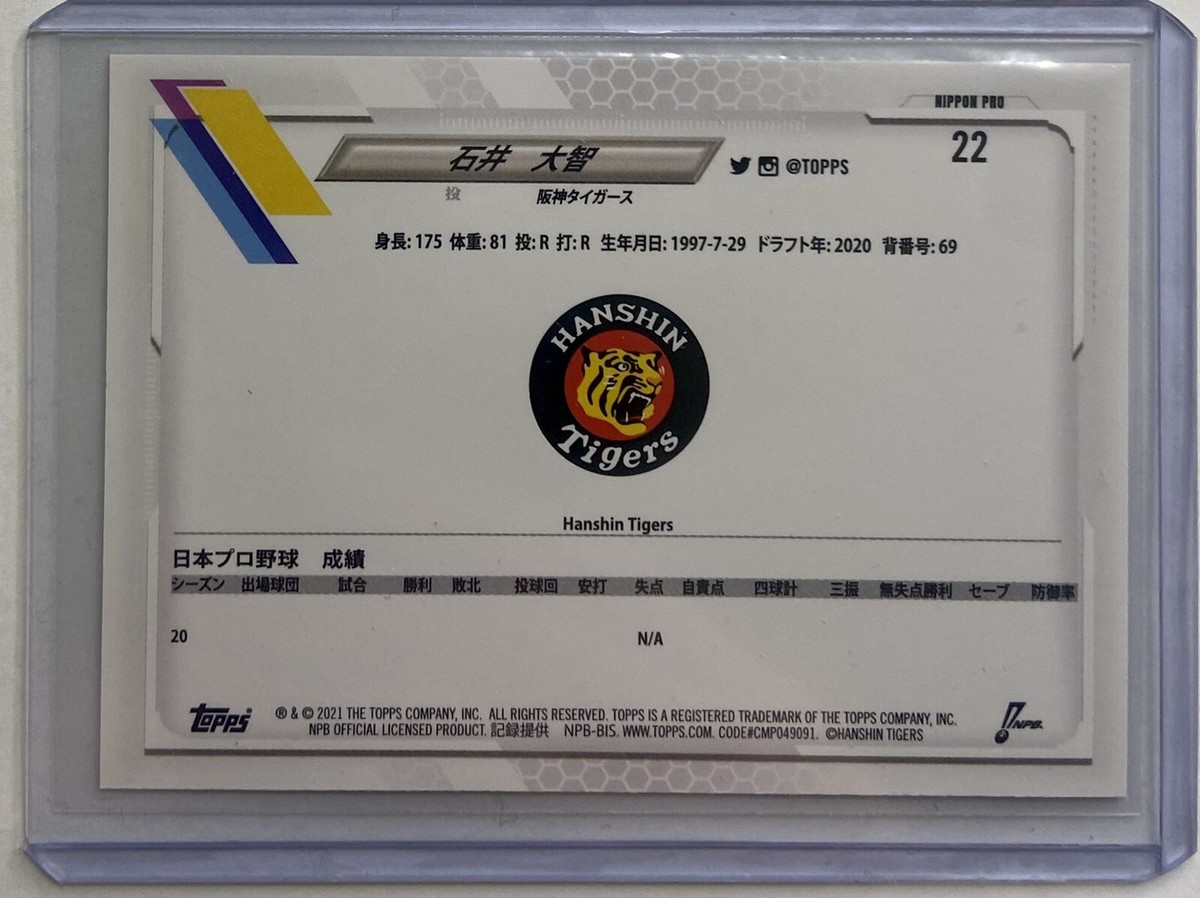 NIPPON PRO
22
石井 大智
@TOPPS
投 阪神タイガース
身長: 175 体重: 81 投: R 打: R 生年月日: 1997-7-29 ドラフト年: 2020 背番号: 69
HANSHIN
Tigers
Hanshin Tigers
日本プロ野球 成績
シーズン 出場球団 試合 勝利 敗北 投球回 安打 失点 自責点 四球計 三振 無失点勝利 セーブ 防御率
20 N/A
Topps® ® & © 2021 THE TOPPS COMPANY, INC. ALL RIGHTS RESERVED. TOPPS IS A REGISTERED TRADEMARK OF THE TOPPS COMPANY, INC.
NPB OFFICIAL LICENSED PRODUCT. 記録提供 NPB-BIS. WWW.TOPPS.COM. CODE#CMP049091. ©HANSHIN TIGERS
NPB